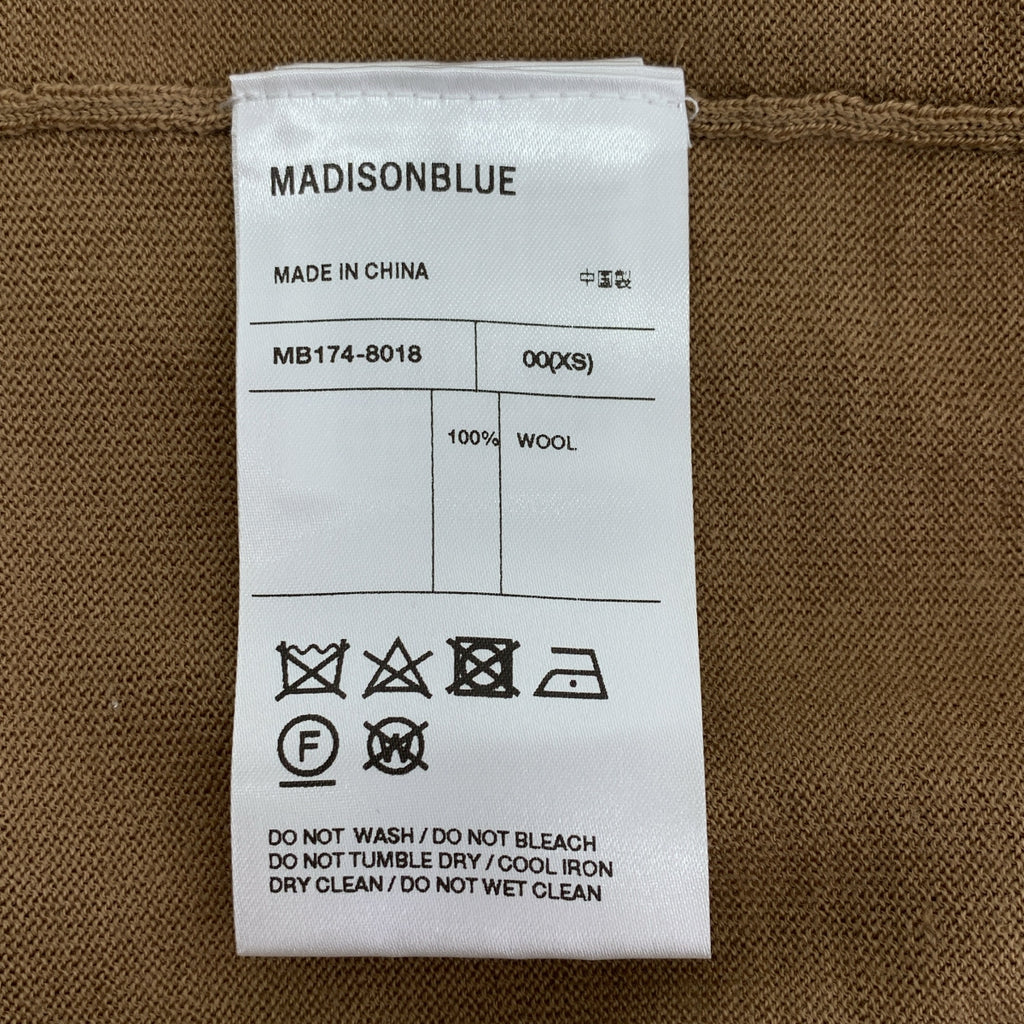 MADISONBLUE
MADE IN CHINA 中国製
MB174-8018 00(XS)
100% WOOL
F W
DO NOT WASH / DO NOT BLEACH
DO NOT TUMBLE DRY / COOL IRON
DRY CLEAN / DO NOT WET CLEAN